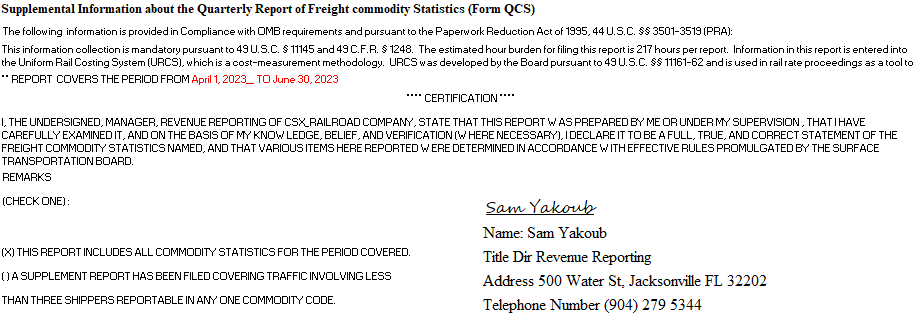 Supplemental Information about the Quarterly Report of Freight commodity Statistics (Form QCS)
The following information is provided in Compliance with OMB requirements and pursuant to the Paperwork Reduction Act of 1995, 44 U.S.C. §§ 3501-3519 (PRA):
This information collection is mandatory pursuant to 49 U.S.C. § 11145 and 49 C.F.R. § 1248. The estimated hour burden for filing this report is 217 hours per report. Information in this report is entered into
the Uniform Rail Costing System (URCS), which is a cost-measurement methodology. URCS was developed by the Board pursuant to 49 U.S.C. §§ 11161-62 and is used in rail rate proceedings as a tool to
** REPORT COVERS THE PERIOD FROM April 1, 2023_ TO June 30, 2023
**** CERTIFICATION ****
I, THE UNDERSIGNED, MANAGER, REVENUE REPORTING OF CSX_RAILROAD COMPANY, STATE THAT THIS REPORT WAS PREPARED BY ME OR UNDER MY SUPERVISION , THAT I HAVE
CAREFULLY EXAMINED IT, AND ON THE BASIS OF MY KNOWLEDGE, BELIEF, AND VERIFICATION (WHERE NECESSARY), I DECLARE IT TO BE A FULL, TRUE, AND CORRECT STATEMENT OF THE
FREIGHT COMMODITY STATISTICS NAMED, AND THAT VARIOUS ITEMS HERE REPORTED WERE DETERMINED IN ACCORDANCE WITH EFFECTIVE RULES PROMULGATED BY THE SURFACE
TRANSPORTATION BOARD.
REMARKS
(CHECK ONE) :
(X) THIS REPORT INCLUDES ALL COMMODITY STATISTICS FOR THE PERIOD COVERED.
( ) A SUPPLEMENT REPORT HAS BEEN FILED COVERING TRAFFIC INVOLVING LESS
THAN THREE SHIPPERS REPORTABLE IN ANY ONE COMMODITY CODE.
Sam Yakoub
Name: Sam Yakoub
Title Dir Revenue Reporting
Address 500 Water St, Jacksonville FL 32202
Telephone Number (904) 279 5344